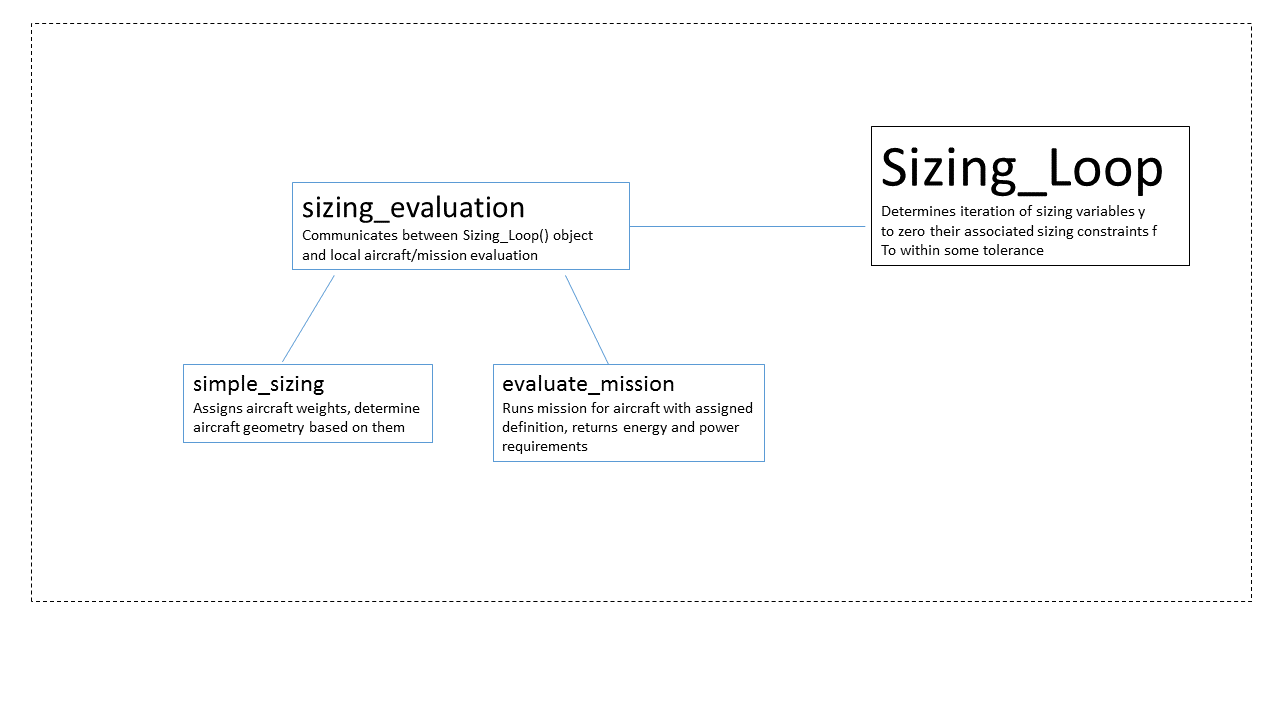 Sizing_Loop
Determines iteration of sizing variables y
to zero their associated sizing constraints f
To within some tolerance
sizing_evaluation
Communicates between Sizing_Loop() object
and local aircraft/mission evaluation
simple_sizing
Assigns aircraft weights, determine
aircraft geometry based on them
evaluate_mission
Runs mission for aircraft with assigned
definition, returns energy and power
requirements